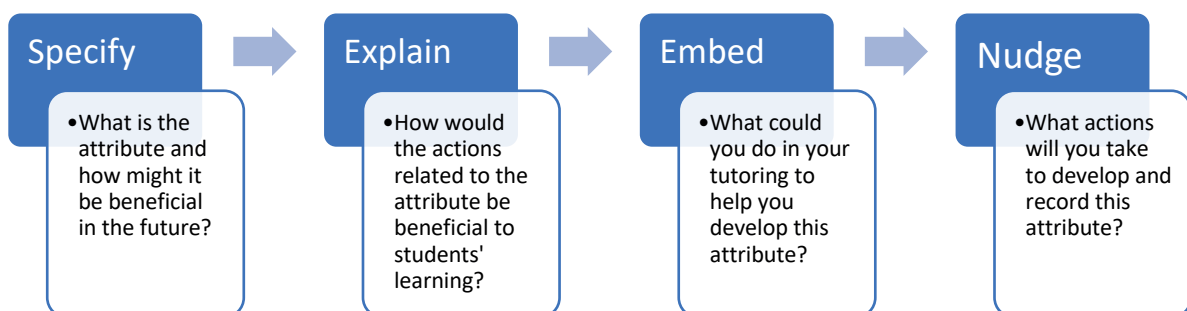 Specify
•What is the
attribute and
how might it
be beneficial
in the future?
Explain
•How would
the actions
related to the
attribute be
beneficial to
students'
learning?
Embed
•What could
you do in your
tutoring to
help you
develop this
attribute?
Nudge
•What actions
will you take
to develop and
record this
attribute?